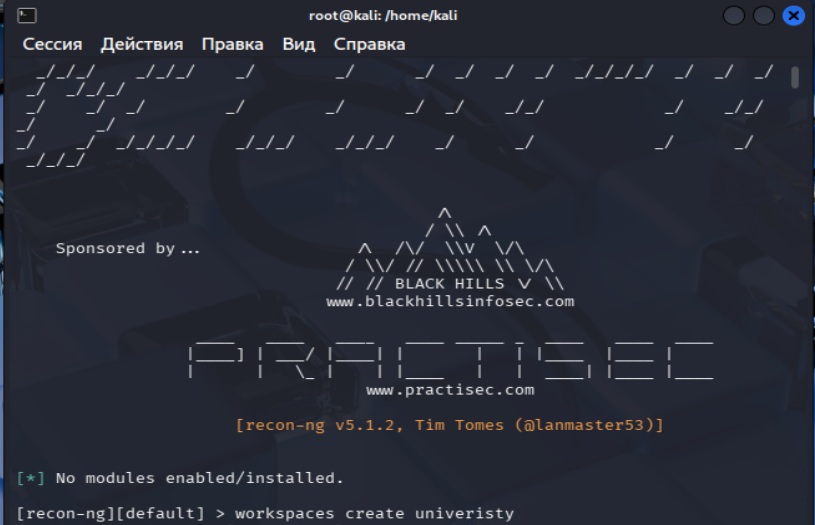 root@kali: /home/kali
Сессия Действия Правка Вид Справка
Sponsored by...
BLACK HILLS
www.blackhillsinfosec.com
PRACTISEC
www.practisec.com
[recon-ng v5.1.2, Tim Tomes (@lanmaster53)]
[*] No modules enabled/installed.
[recon-ng][default] > workspaces create univeristy